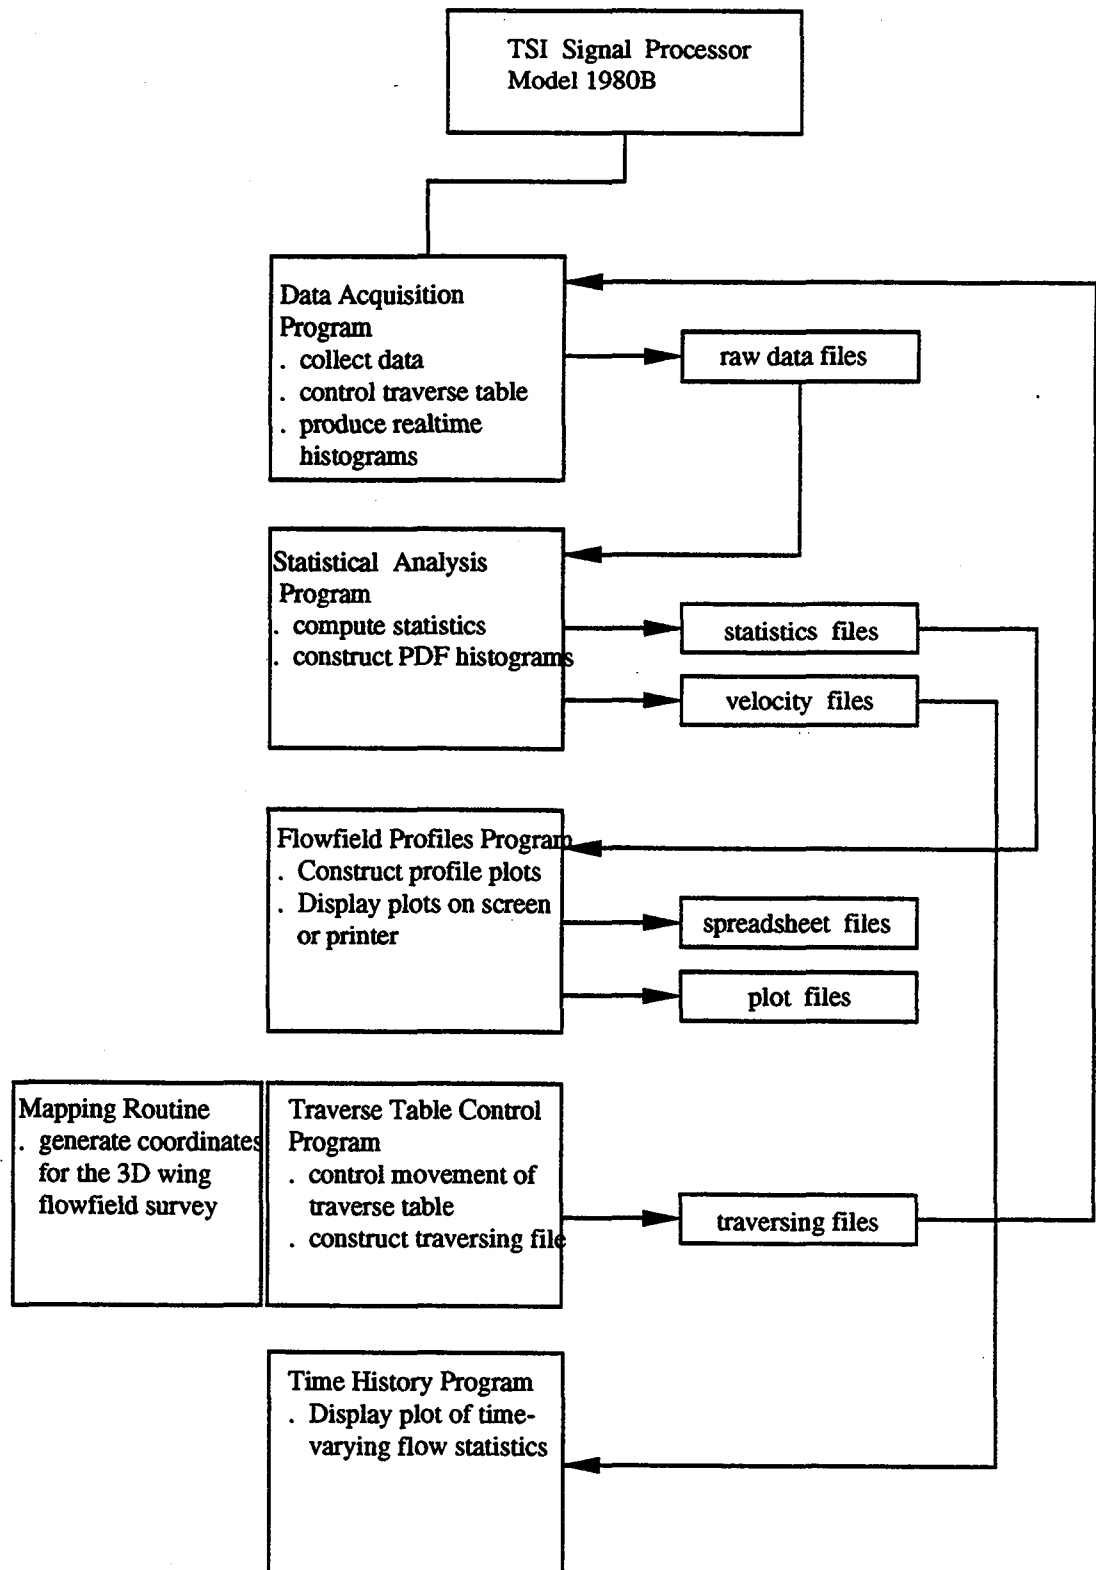 TSI Signal Processor
Model 1980B
Data Acquisition
Program
. collect data
. control traverse table
. produce realtime
histograms
raw data files
Statistical Analysis
Program
. compute statistics
. construct PDF histograms
statistics files
velocity files
Flowfield Profiles Program
. Construct profile plots
. Display plots on screen
or printer
spreadsheet files
plot files
Mapping Routine
. generate coordinates
for the 3D wing
flowfield survey
Traverse Table Control
Program
. control movement of
traverse table
. construct traversing file
traversing files
Time History Program
. Display plot of time-
varying flow statistics